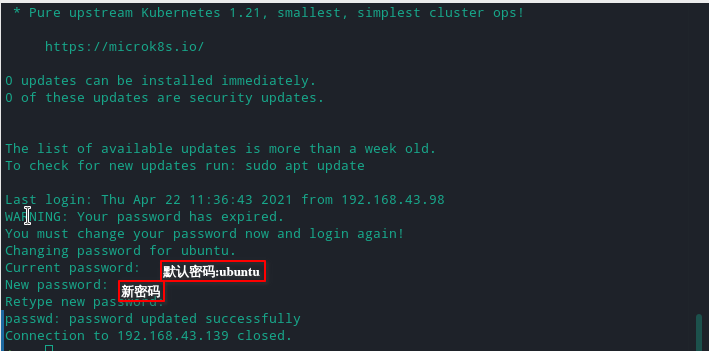 * Pure upstream Kubernetes 1.21, smallest, simplest cluster ops!
https://microk8s.io/
0 updates can be installed immediately.
0 of these updates are security updates.
The list of available updates is more than a week old.
To check for new updates run: sudo apt update
Last login: Thu Apr 22 11:36:43 2021 from 192.168.43.98
WARNING: Your password has expired.
You must change your password now and login again!
Changing password for ubuntu.
Current password: 默认密码:ubuntu
New password: 新密码
Retype new password:
passwd: password updated successfully
Connection to 192.168.43.139 closed.